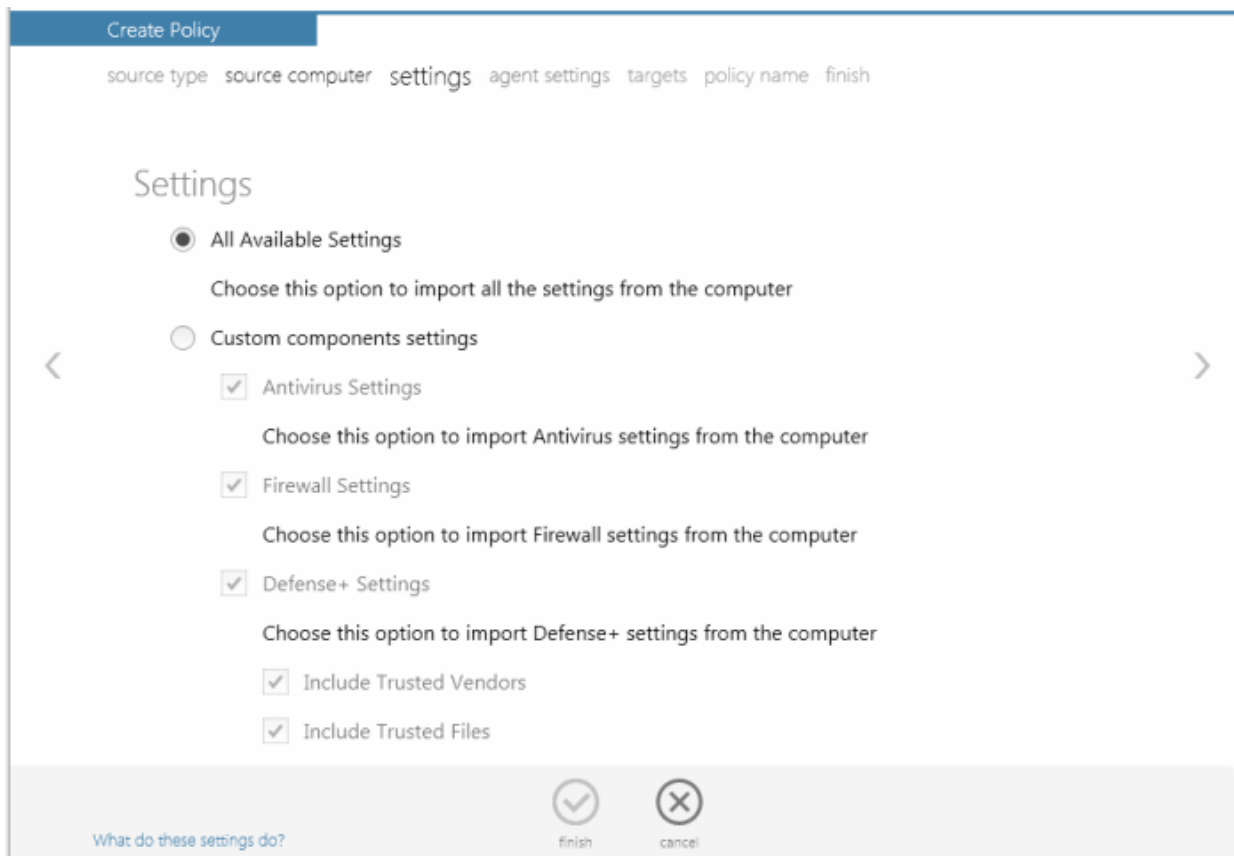 Create Policy
source type source computer settings agent settings targets policy name finish
Settings
All Available Settings
Choose this option to import all the settings from the computer
Custom components settings
Antivirus Settings
Choose this option to import Antivirus settings from the computer
Firewall Settings
Choose this option to import Firewall settings from the computer
Defense+ Settings
Choose this option to import Defense+ settings from the computer
Include Trusted Vendors
Include Trusted Files
What do these settings do?
finish cancel